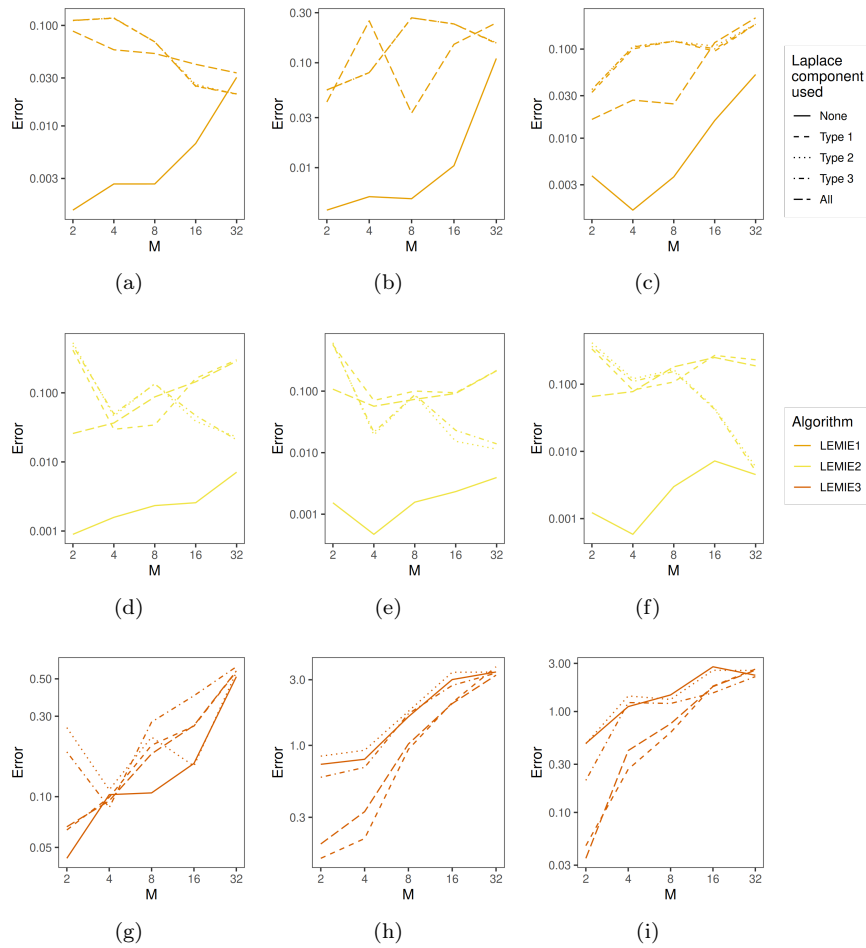 0.100
0.030
0.010
0.003
Error
2 4 8 16 32
M
(a)
0.30
0.10
0.03
0.01
Error
2 4 8 16 32
M
(b)
0.100
0.030
0.010
0.003
Error
2 4 8 16 32
M
(c)
Laplace
component
used
None
Type 1
Type 2
Type 3
All
0.100
0.010
0.001
Error
2 4 8 16 32
M
(d)
0.100
0.010
0.001
Error
2 4 8 16 32
M
(e)
0.100
0.010
0.001
Error
2 4 8 16 32
M
(f)
Algorithm
LEMIE1
LEMIE2
LEMIE3
0.50
0.30
0.10
0.05
Error
2 4 8 16 32
M
(g)
3.0
1.0
0.3
Error
2 4 8 16 32
M
(h)
3.00
1.00
0.30
0.10
0.03
Error
2 4 8 16 32
M
(i)